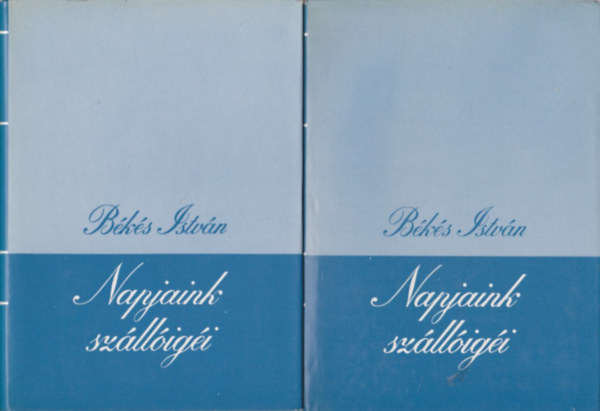 Békés István
Napjaink
szállóigéi
Békés István
Napjaink
szállóigéi